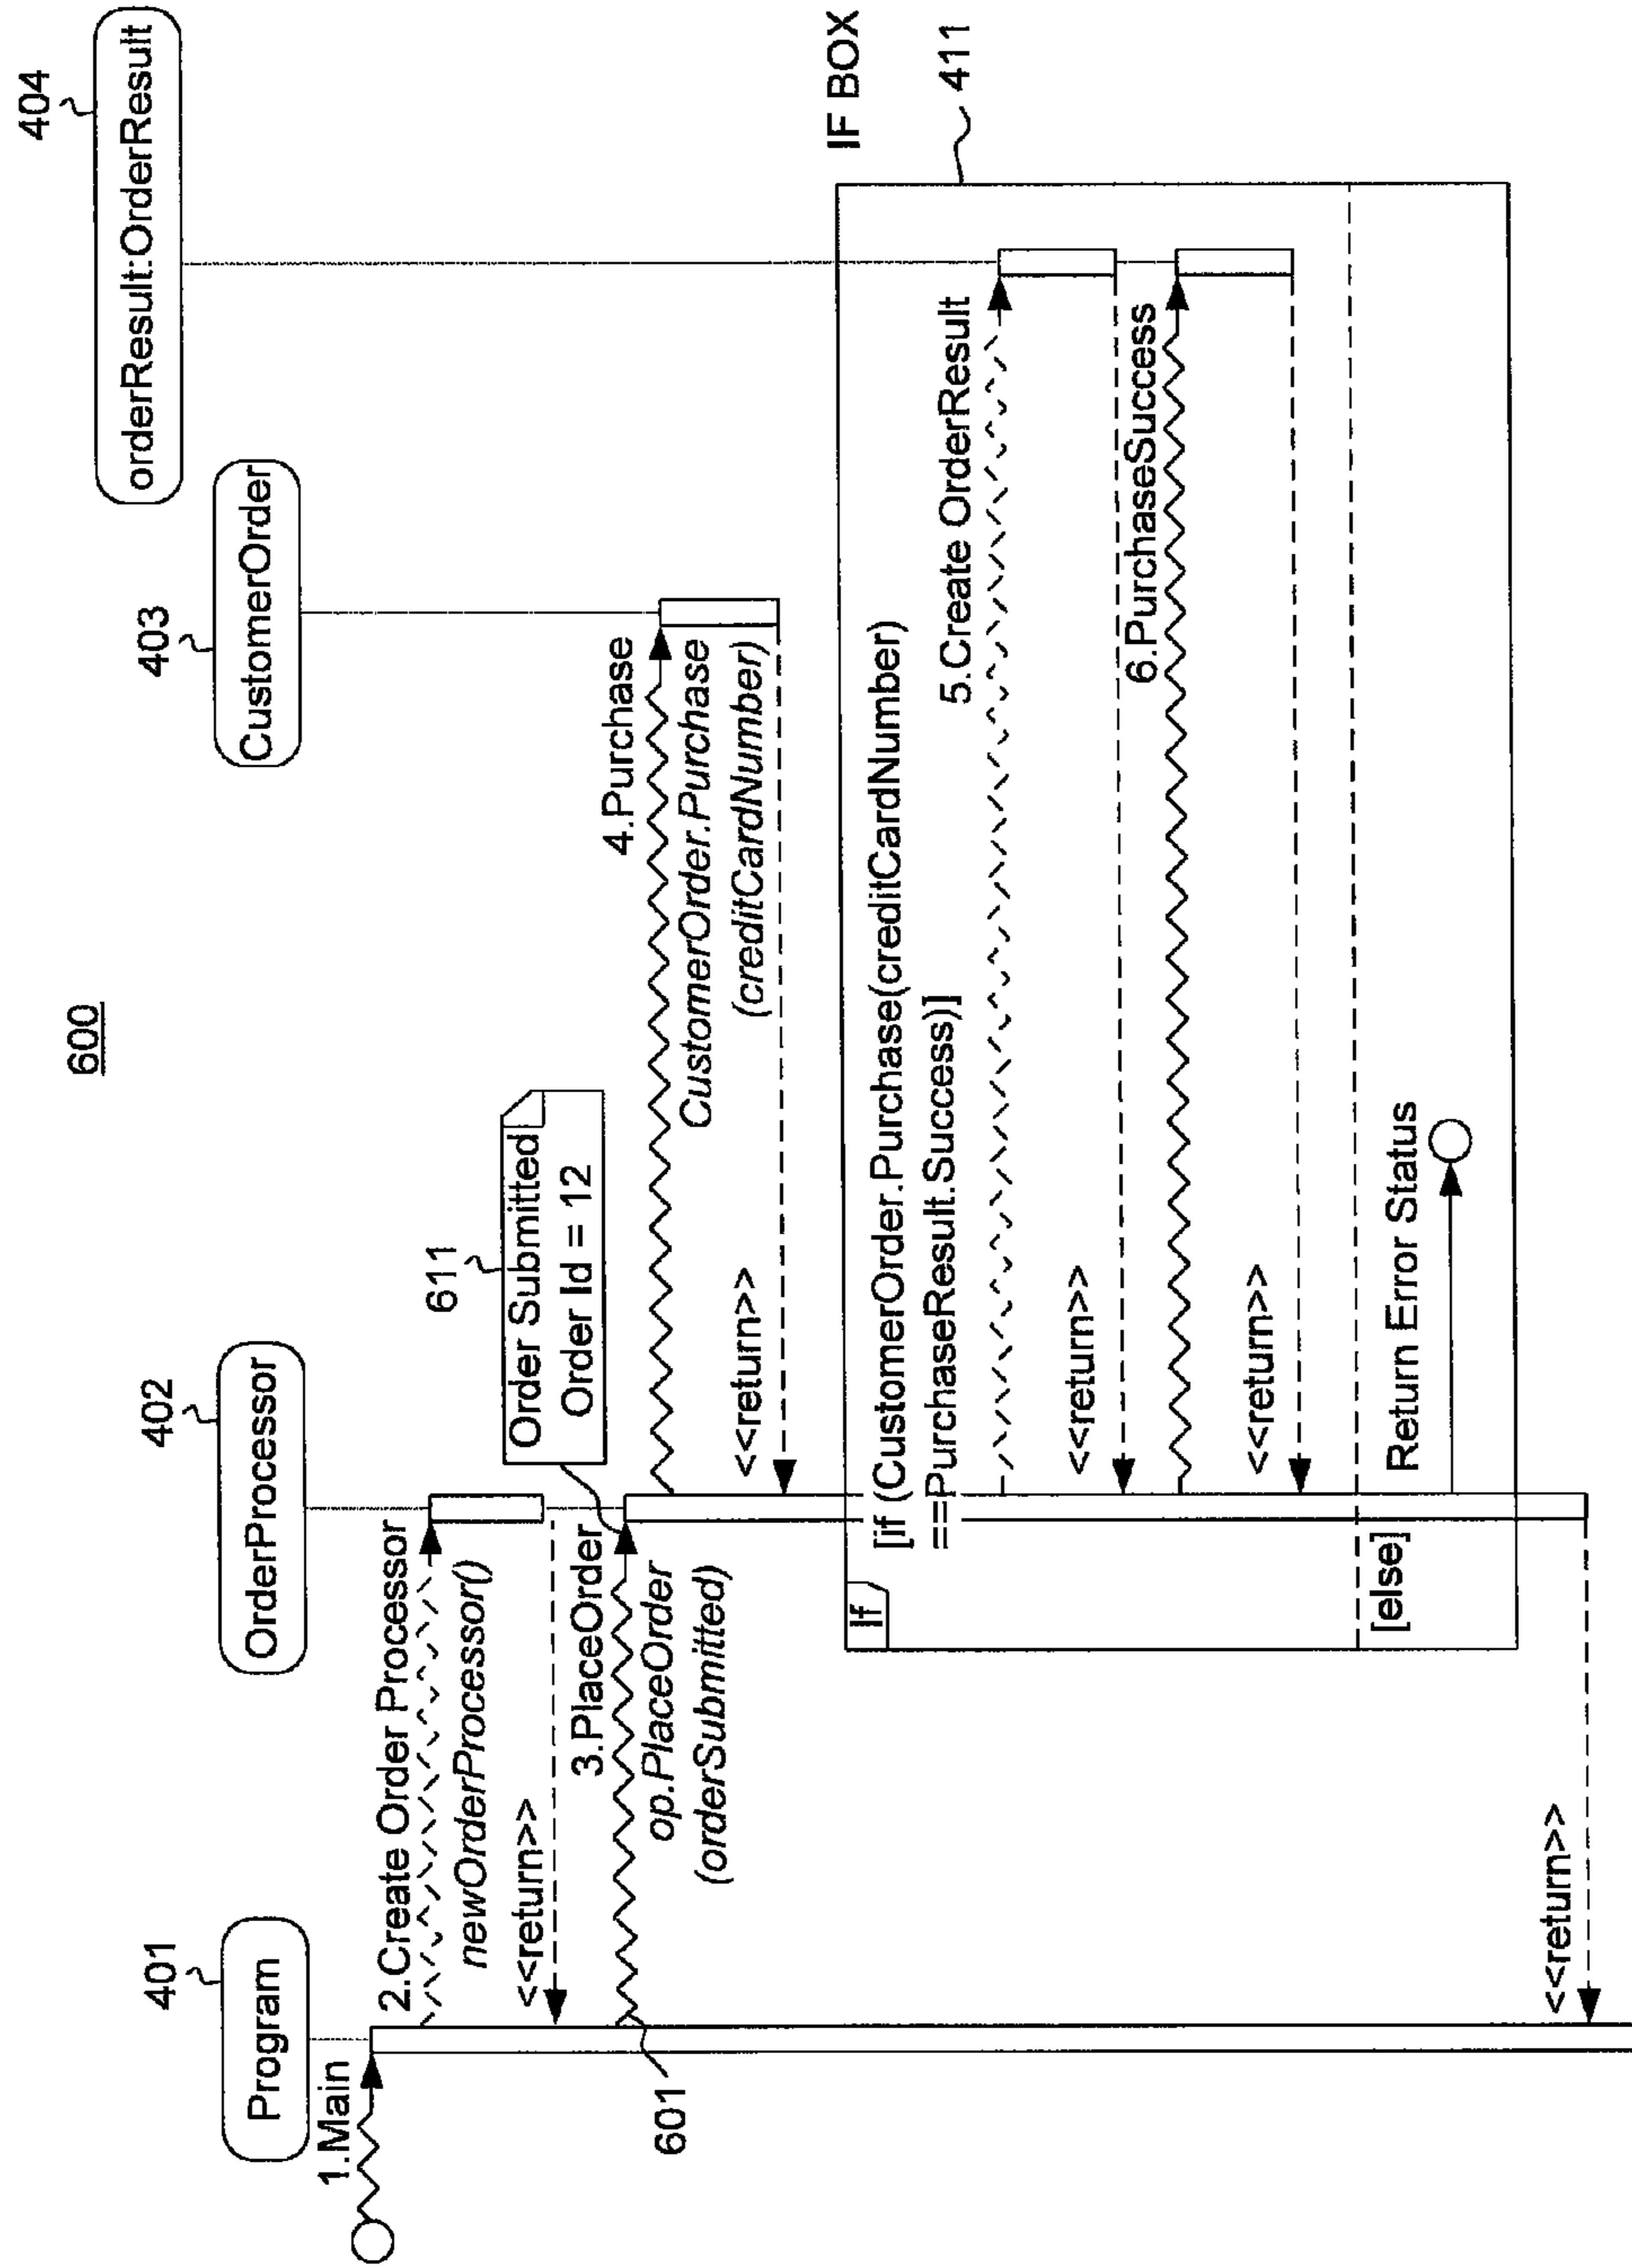 600
401
Program
402
OrderProcessor
403
CustomerOrder
404
orderResult:OrderResult
1.Main
2.Create Order Processor
newOrderProcessor()
<<return>>
611
Order Submitted
Order Id = 12
3.PlaceOrder
op.PlaceOrder
(orderSubmitted)
601
4.Purchase
CustomerOrder.Purchase
(creditCardNumber)
<<return>>
IF BOX
411
If
[if (CustomerOrder.Purchase(creditCardNumber)
==PurchaseResult.Success)]
5.Create OrderResult
<<return>>
6.PurchaseSuccess
<<return>>
[else]
Return Error Status
<<return>>